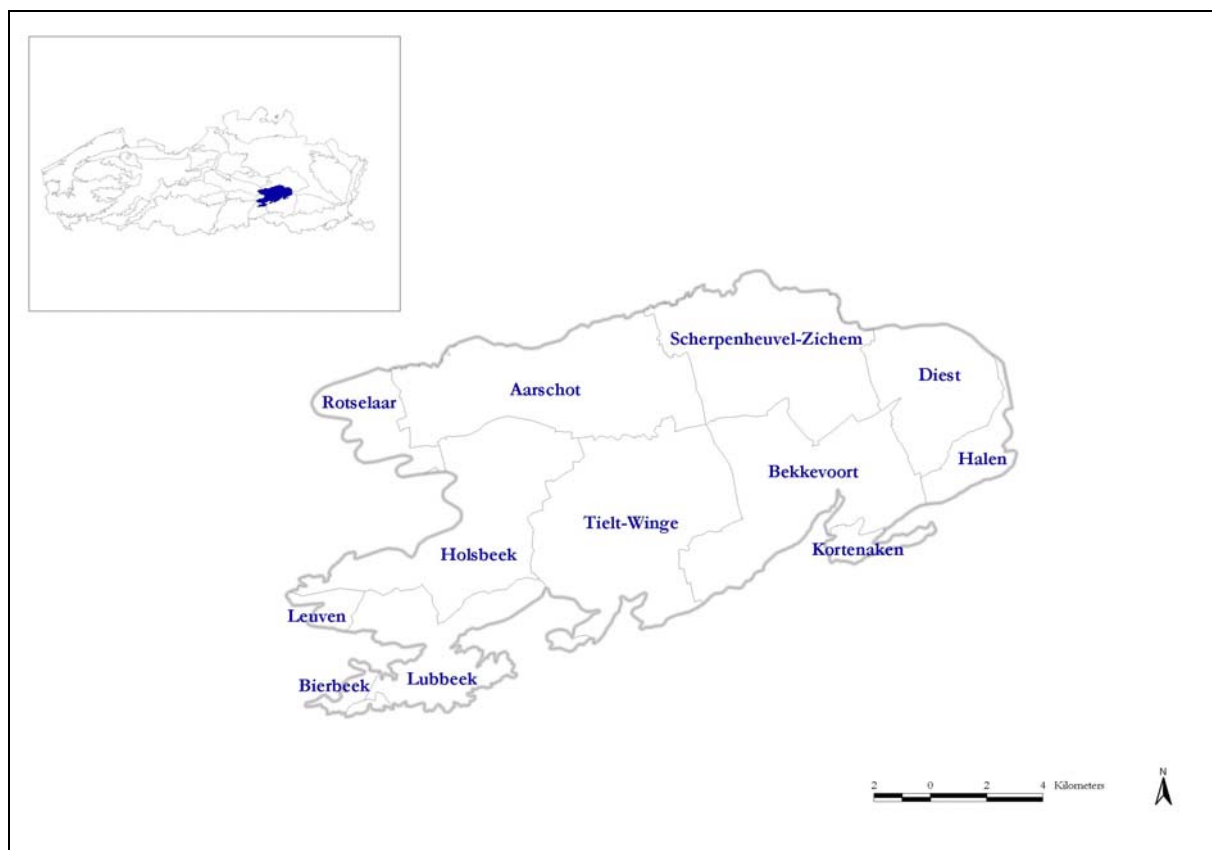 Scherpenheuvel-Zichem
Diest
Aarschot
Rotselaar
Halen
Bekkevoort
Tielt-Winge
Kortenaken
Holsbeek
Leuven
Lubbeek
Bierbeek
N
2 0 2 4 Kilometers